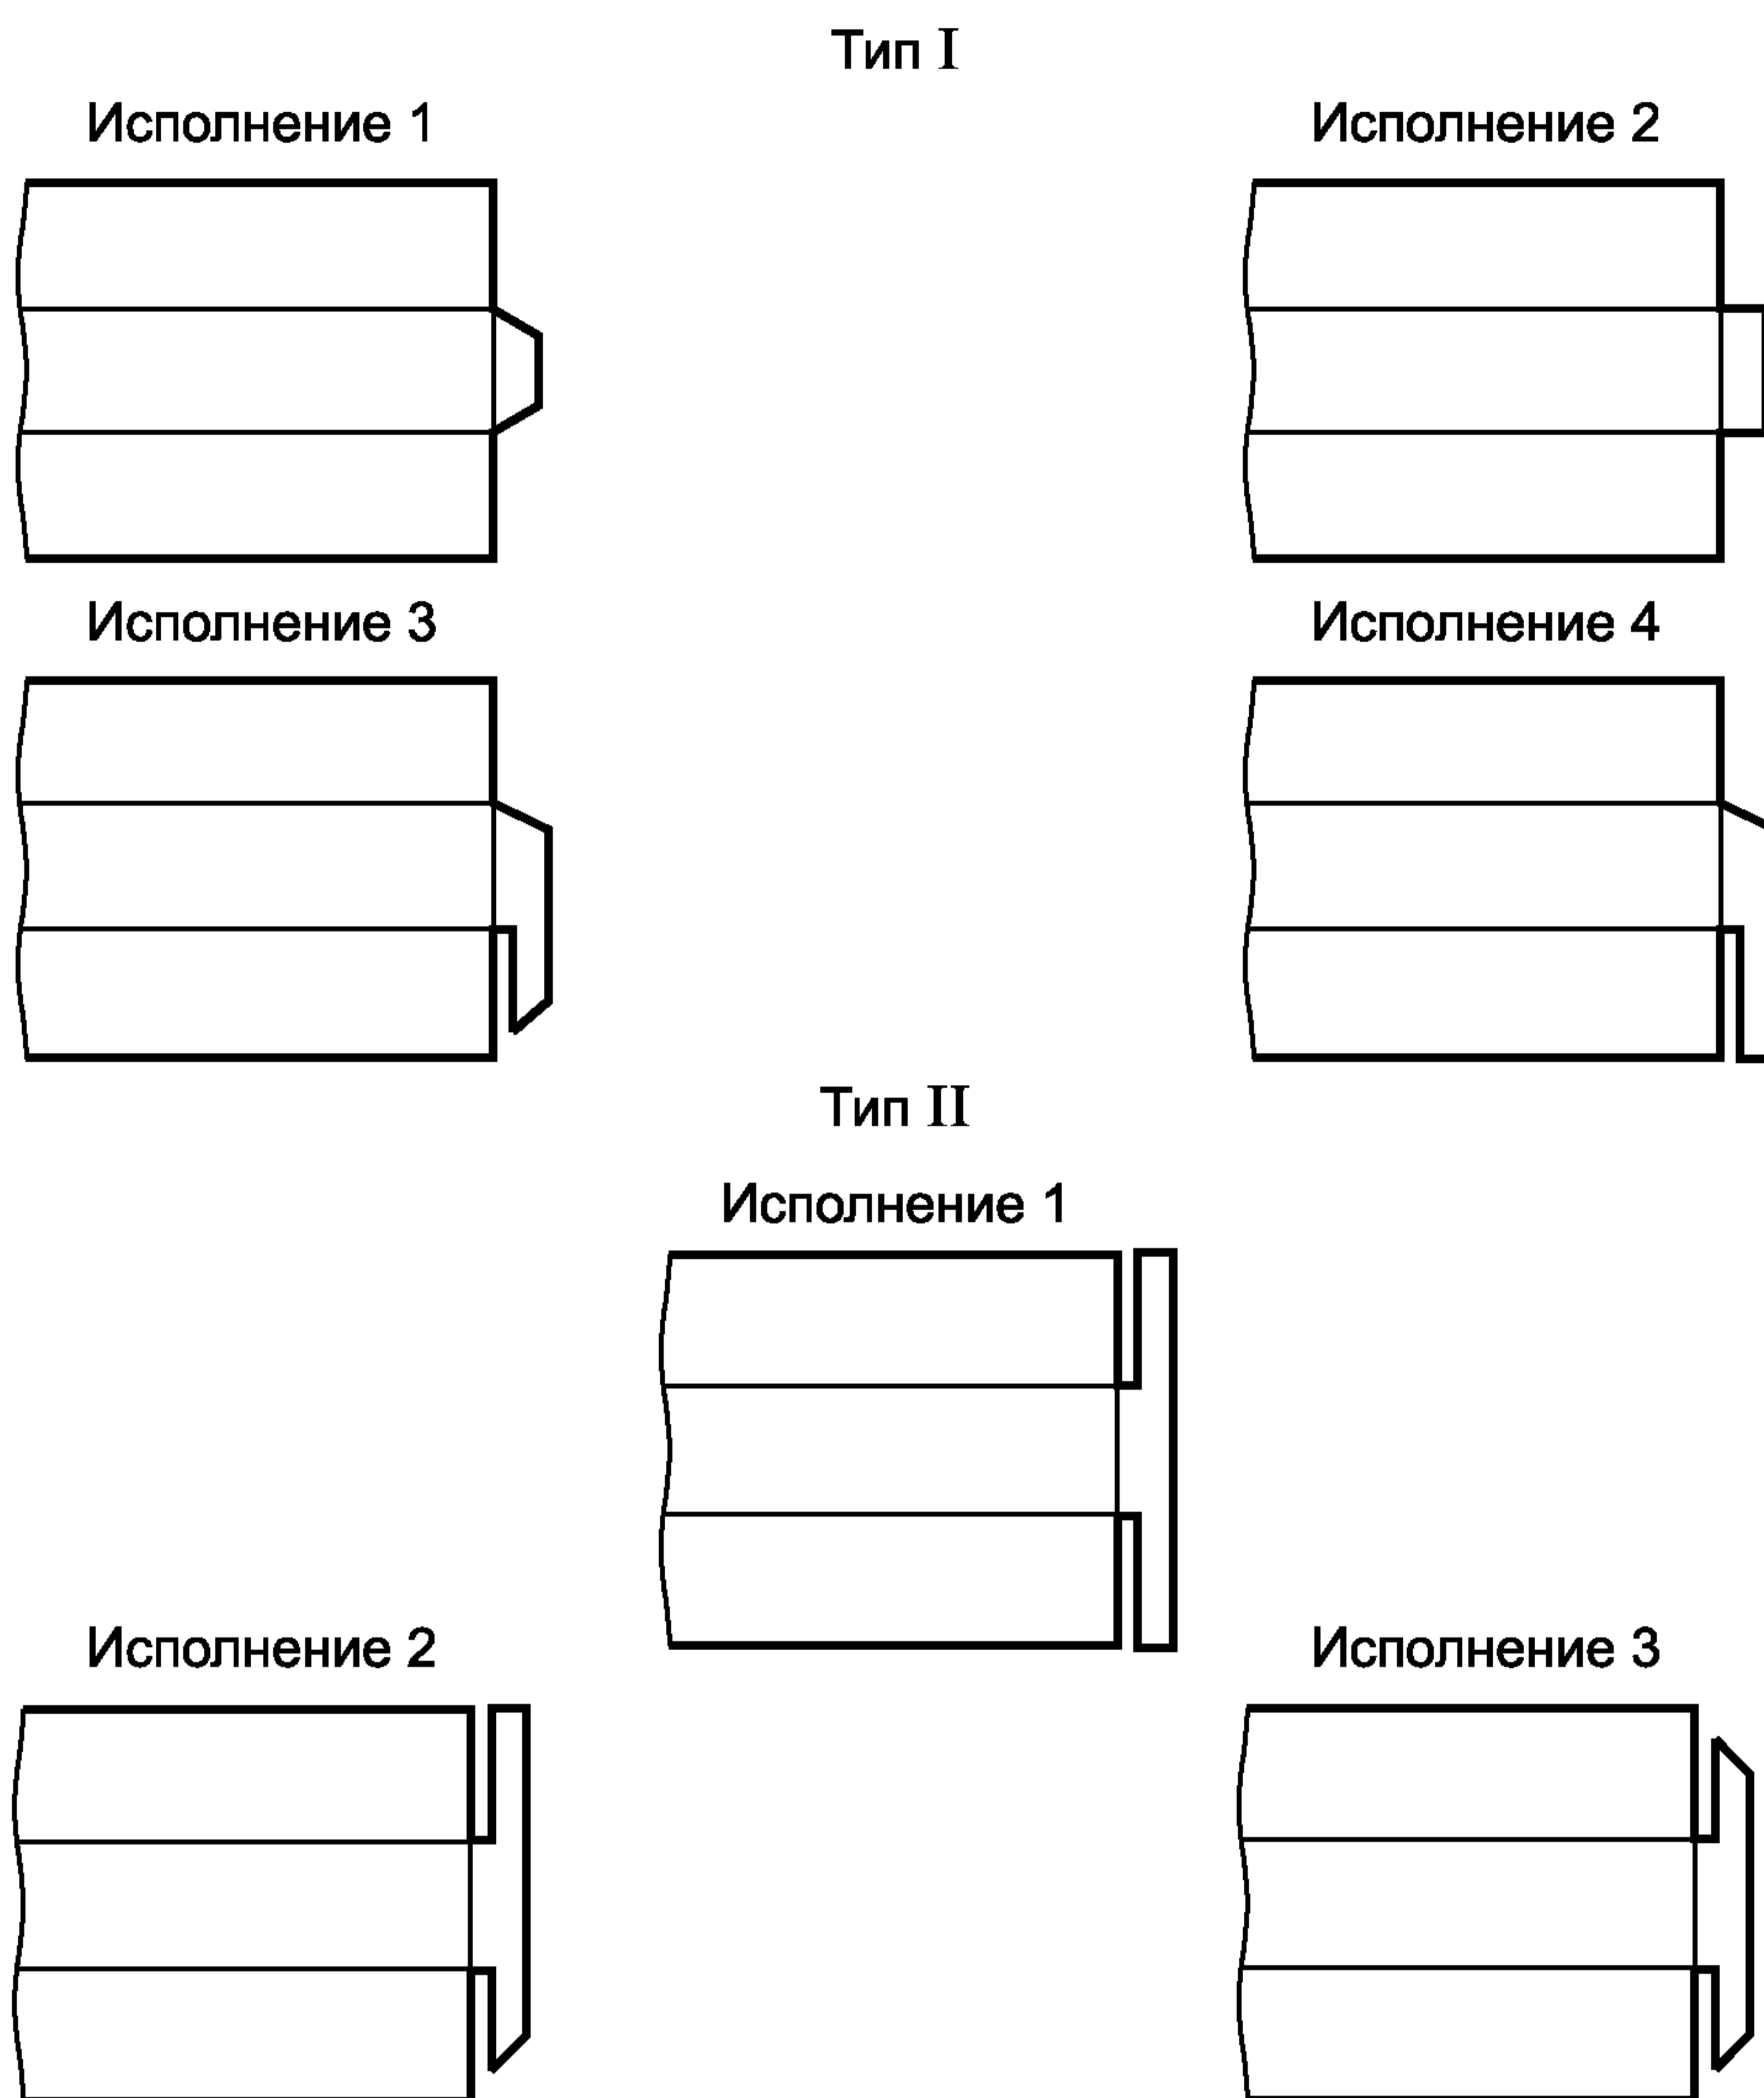 Тип I
Исполнение 1
Исполнение 2
Исполнение 3
Исполнение 4
Тип II
Исполнение 1
Исполнение 2
Исполнение 3